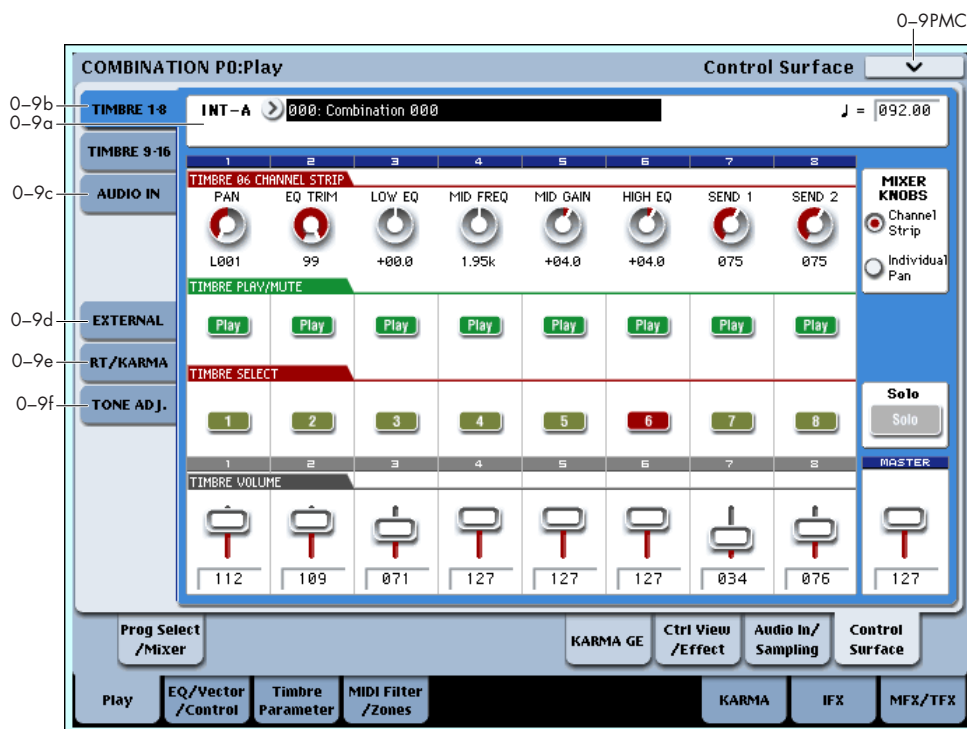 0–9PMC
COMBINATION P0:Play Control Surface
0–9b
0–9a
TIMBRE 1-8
INT-A 000: Combination 000 ♩ = 092.00
TIMBRE 9-16
1 2 3 4 5 6 7 8
0–9c
AUDIO IN
TIMBRE 06 CHANNEL STRIP
MIXER
KNOBS
PAN EQ TRIM LOW EQ MID FREQ MID GAIN HIGH EQ SEND 1 SEND 2
Channel
Strip
L001 99 +00.0 1.95k +04.0 +04.0 075 075
Individual
Pan
TIMBRE PLAY/MUTE
0–9d
EXTERNAL
Play Play Play Play Play Play Play Play
0–9e
RT/KARMA
TIMBRE SELECT
0–9f
TONE ADJ.
Solo
1 2 3 4 5 6 7 8
Solo
1 2 3 4 5 6 7 8
MASTER
TIMBRE VOLUME
112 109 071 127 127 127 034 076 127
Prog Select
/Mixer
KARMA GE
Ctrl View
/Effect
Audio In/
Sampling
Control
Surface
Play
EQ/Vector
/Control
Timbre
Parameter
MIDI Filter
/Zones
KARMA
IFX
MFX/TFX